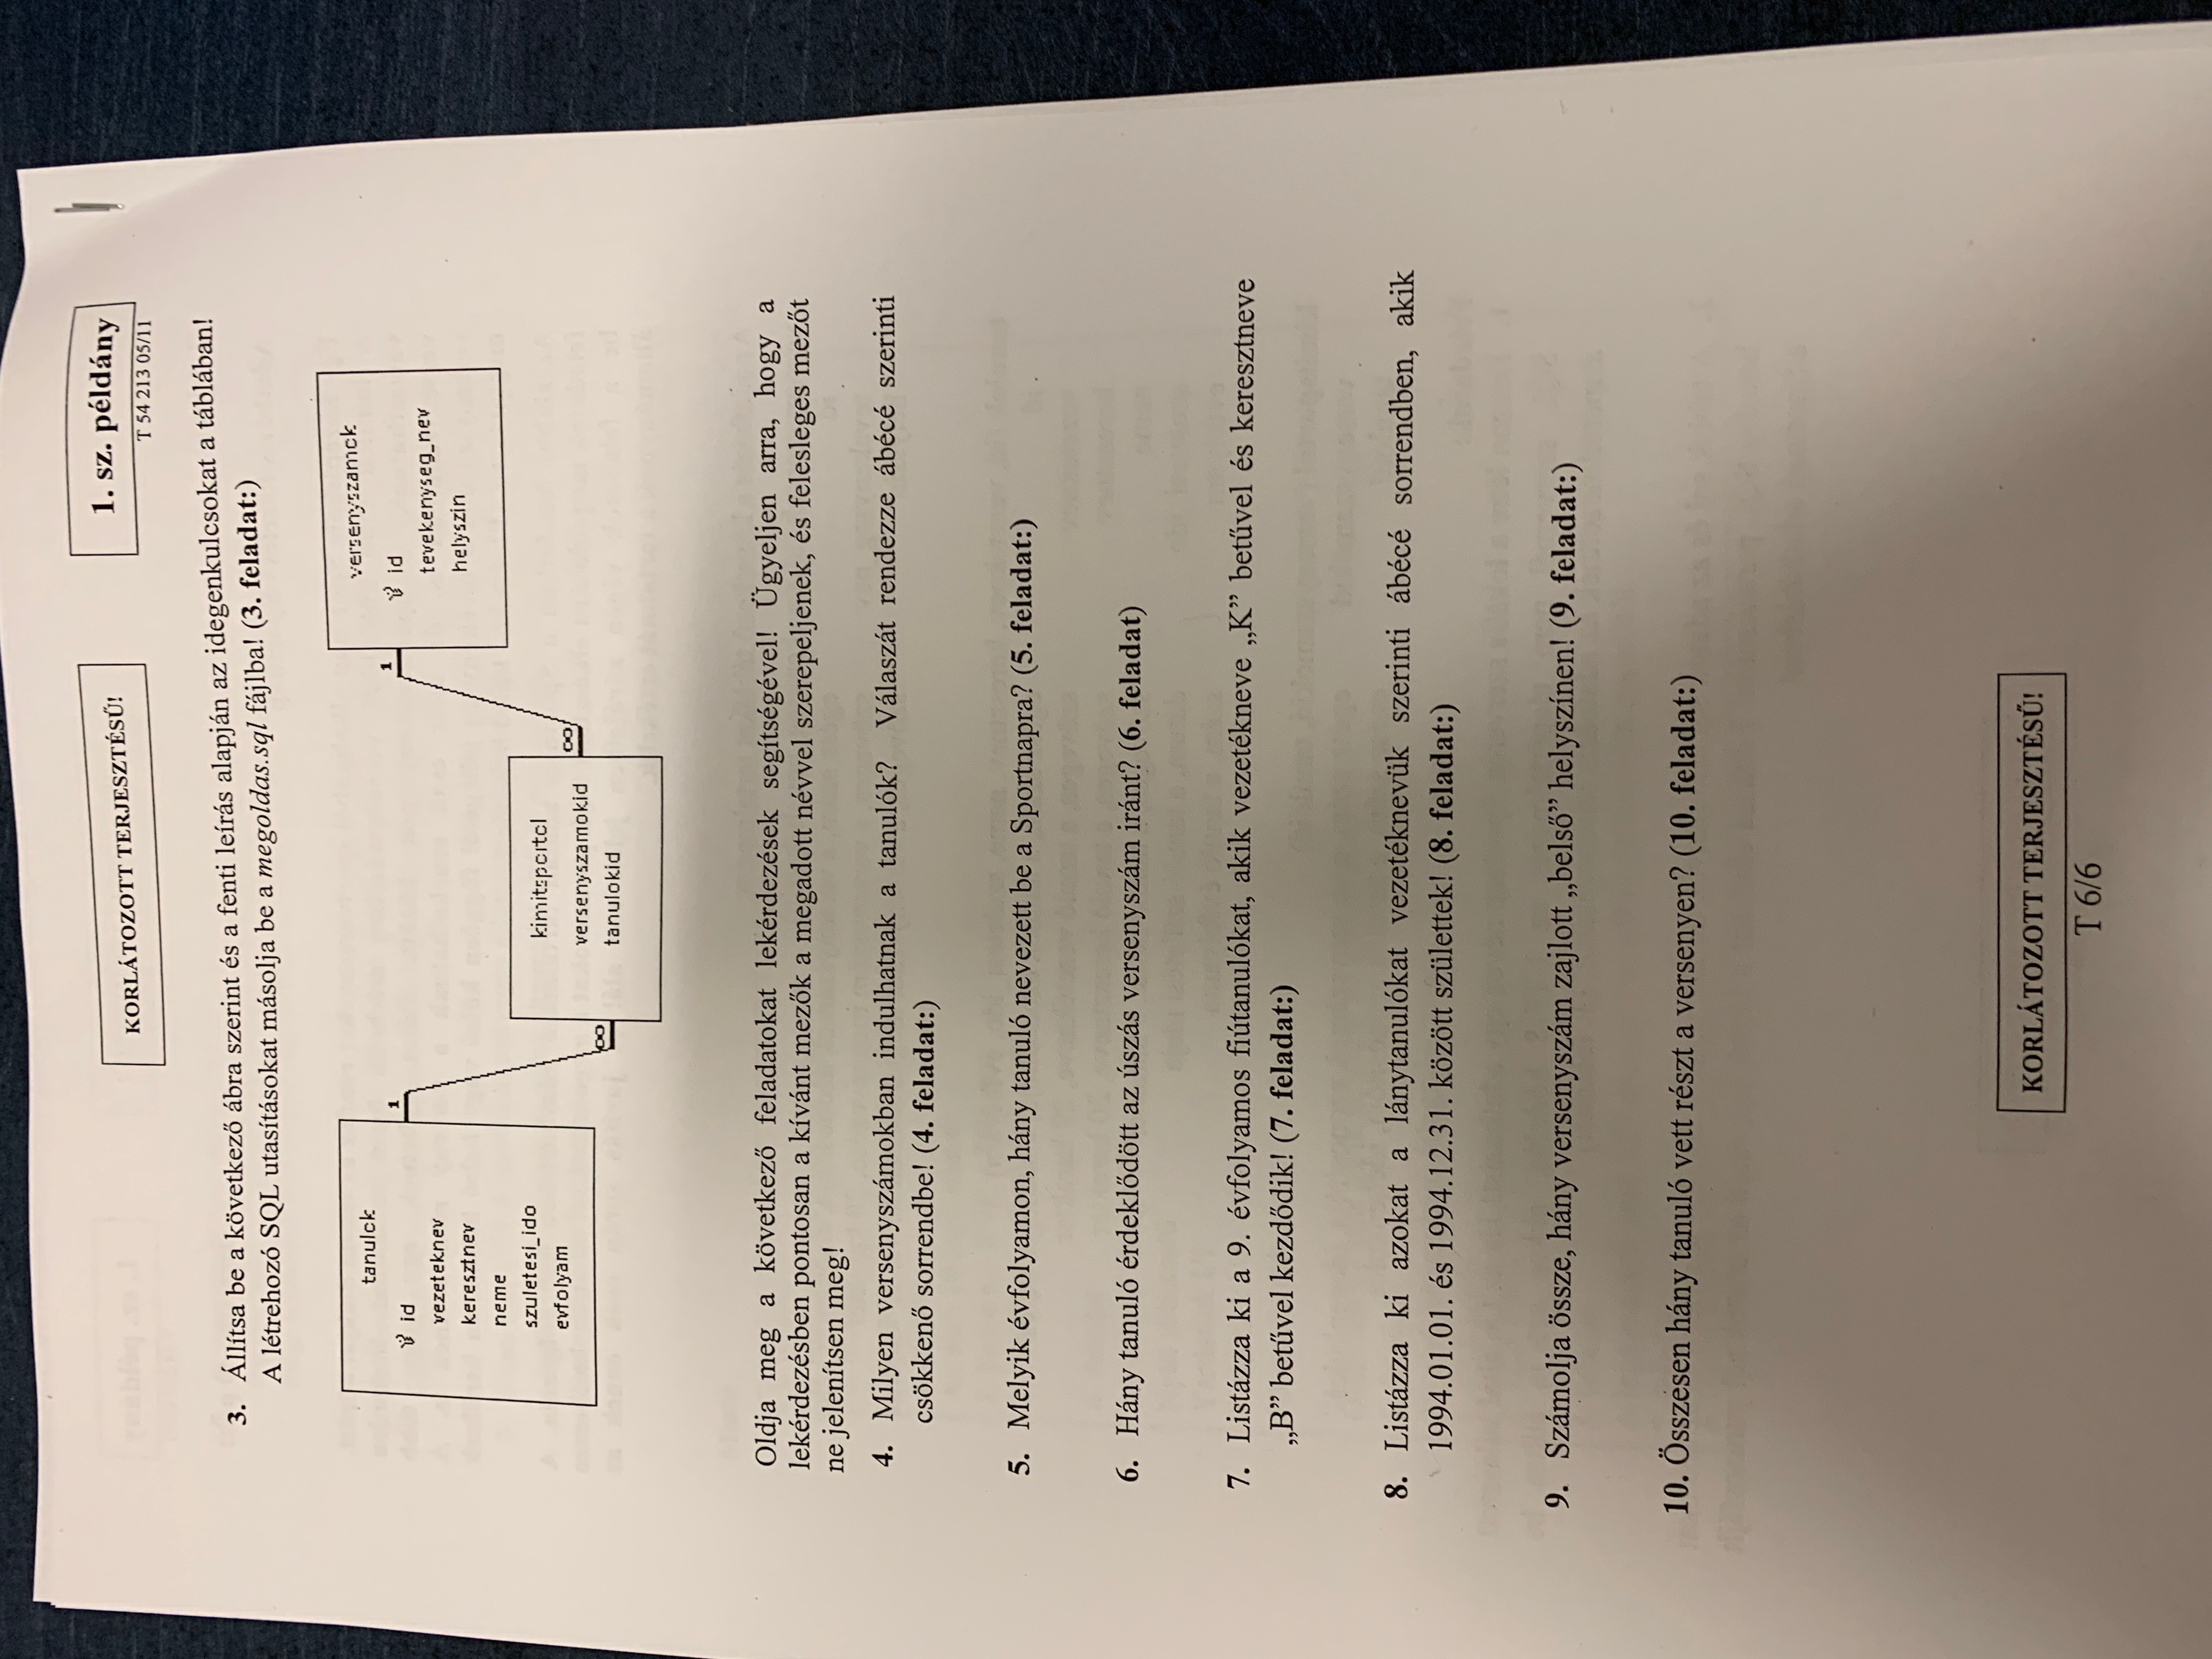 KORLÁTOZOTT TERJESZTÉSŰ!
1. sz. példány
T 54 213 05/11
3. Állítsa be a következő ábra szerint és a fenti leírás alapján az idegenkulcsokat a táblában!
A létrehozó SQL utasításokat másolja be a megoldas.sql fájlba! (3. feladat:)
tanulok
id
vezeteknev
keresztnev
neme
szuletesi_ido
evfolyam
1
∞
kimitsportol
versenyszamokid
tanulokid
∞
1
versenyszamok
id
tevekenyseg_nev
helyszin
Oldja meg a következő feladatokat lekérdezések segítségével! Ügyeljen arra, hogy a
lekérdezésben pontosan a kívánt mezők a megadott névvel szerepeljenek, és felesleges mezőt
ne jelenítsen meg!
4. Milyen versenyszámokban indulhatnak a tanulók? Válaszát rendezze ábécé szerinti
csökkenő sorrendbe! (4. feladat:)
5. Melyik évfolyamon, hány tanuló nevezett be a Sportnapra? (5. feladat:)
6. Hány tanuló érdeklődött az úszás versenyszám iránt? (6. feladat)
7. Listázza ki a 9. évfolyamos fiútanulókat, akik vezetékneve „K” betűvel és keresztneve
„B” betűvel kezdődik! (7. feladat:)
8. Listázza ki azokat a lánytanulókat vezetéknevük szerinti ábécé sorrendben, akik
1994.01.01. és 1994.12.31. között születtek! (8. feladat:)
9. Számolja össze, hány versenyszám zajlott „belső” helyszínen! (9. feladat:)
10. Összesen hány tanuló vett részt a versenyen? (10. feladat:)
KORLÁTOZOTT TERJESZTÉSŰ!
T 6/6